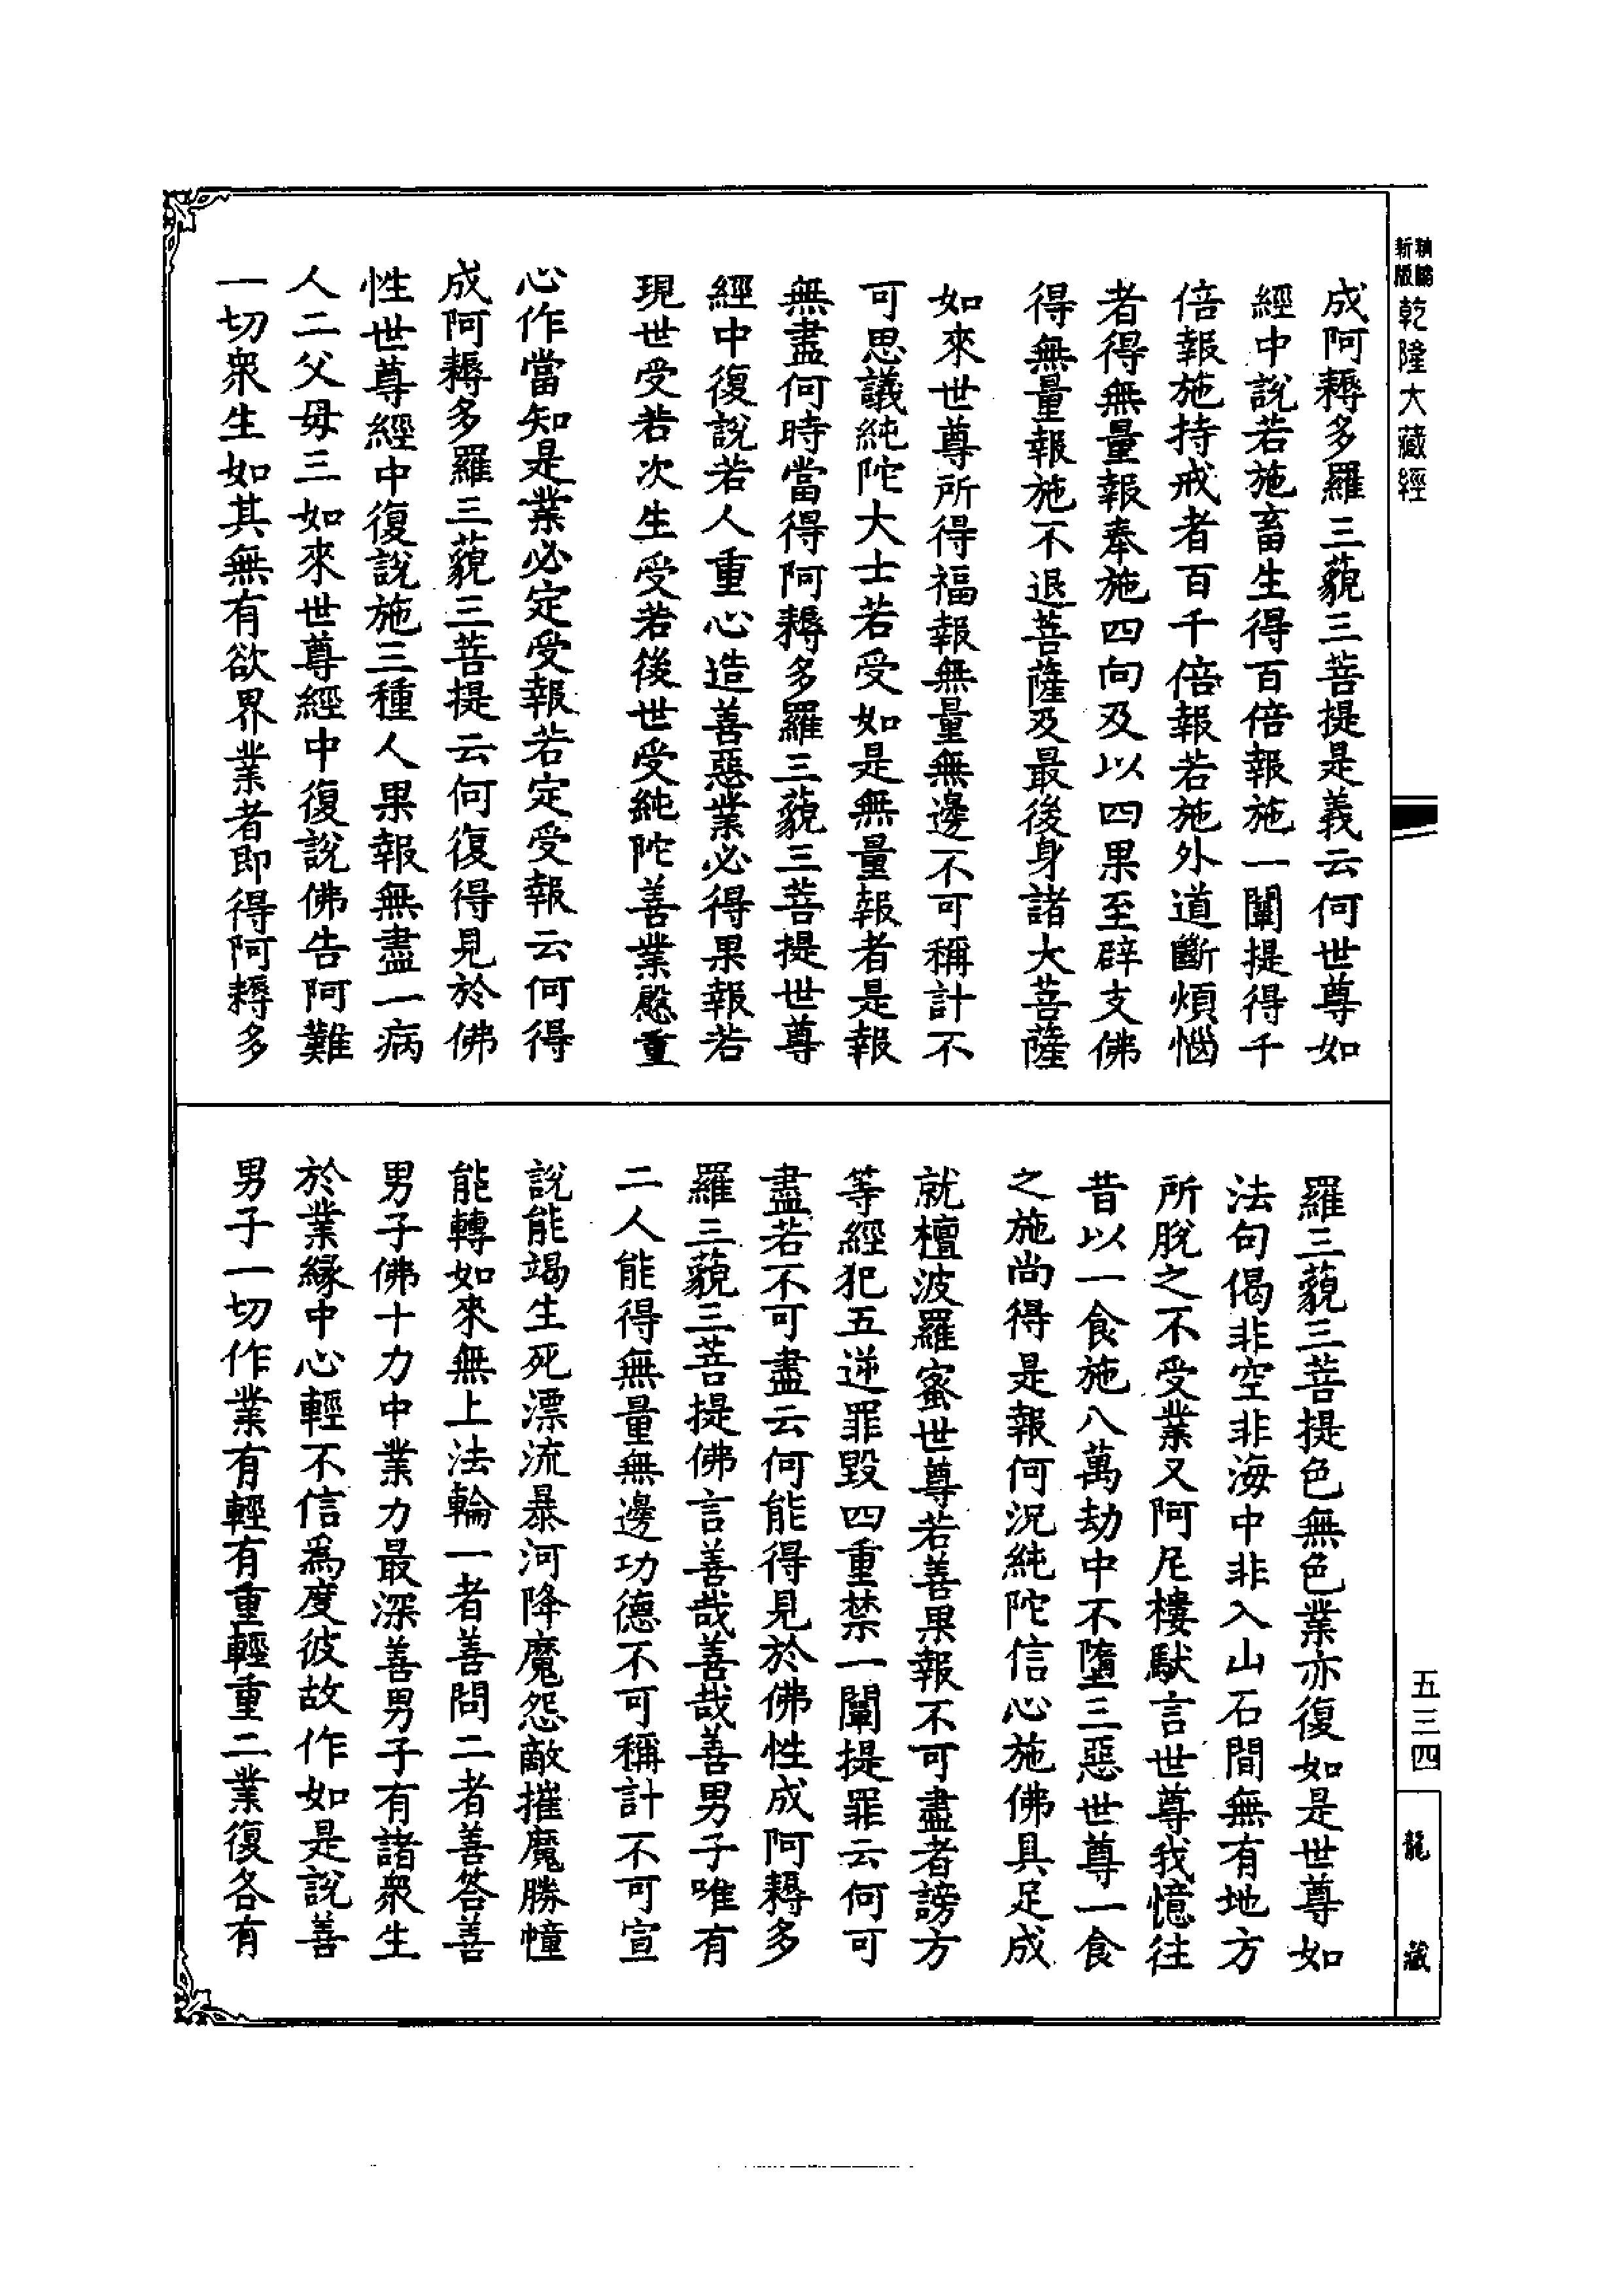 新版
乾隆大藏經
成阿耨多羅三藐三菩提是義云何世尊如
經中說若施畜生得百倍報施一闡提得千
倍報施持戒者百千倍報若施外道斷煩惱
者得無量報奉施四向及以四果至辟支佛
得無量報施不退菩薩及最後身諸大菩薩
如來世尊所得福報無量無邊不可稱計不
可思議純陀大士若受如是無量報者是報
無盡何時當得阿耨多羅三藐三菩提世尊
經中復說若人重心造善惡業必得果報若
現世受若次生受若後世受純陀善業慇重
心作當知是業必定受報若定受報云何得
成阿耨多羅三藐三菩提云何復得見於佛
性世尊經中復說施三種人果報無盡一病
人二父母三如來世尊經中復說佛告阿難
一切衆生如其無有欲界業者即得阿耨多
羅三藐三菩提色無色業亦復如是世尊如
法句偈非空非海中非入山石間無有地方
所脫之不受業又阿尼樓馱言世尊我憶往
昔以一食施八萬劫中不墮三惡世尊一食
之施尚得是報何況純陀信心施佛具足成
就檀波羅蜜世尊若善果報不可盡者謗方
等經犯五逆罪毀四重禁一闡提罪云何可
盡若不可盡云何能得見於佛性成阿耨多
羅三藐三菩提佛言善哉善哉善男子唯有
二人能得無量無邊功德不可稱計不可宣
說能竭生死漂流暴河降魔怨敵摧魔勝幢
能轉如來無上法輪一者善問二者善答善
男子佛十力中業力最深善男子有諸衆生
於業緣中心輕不信爲度彼故作如是說善
男子一切作業有輕有重輕重二業復各有
五三四
龍藏